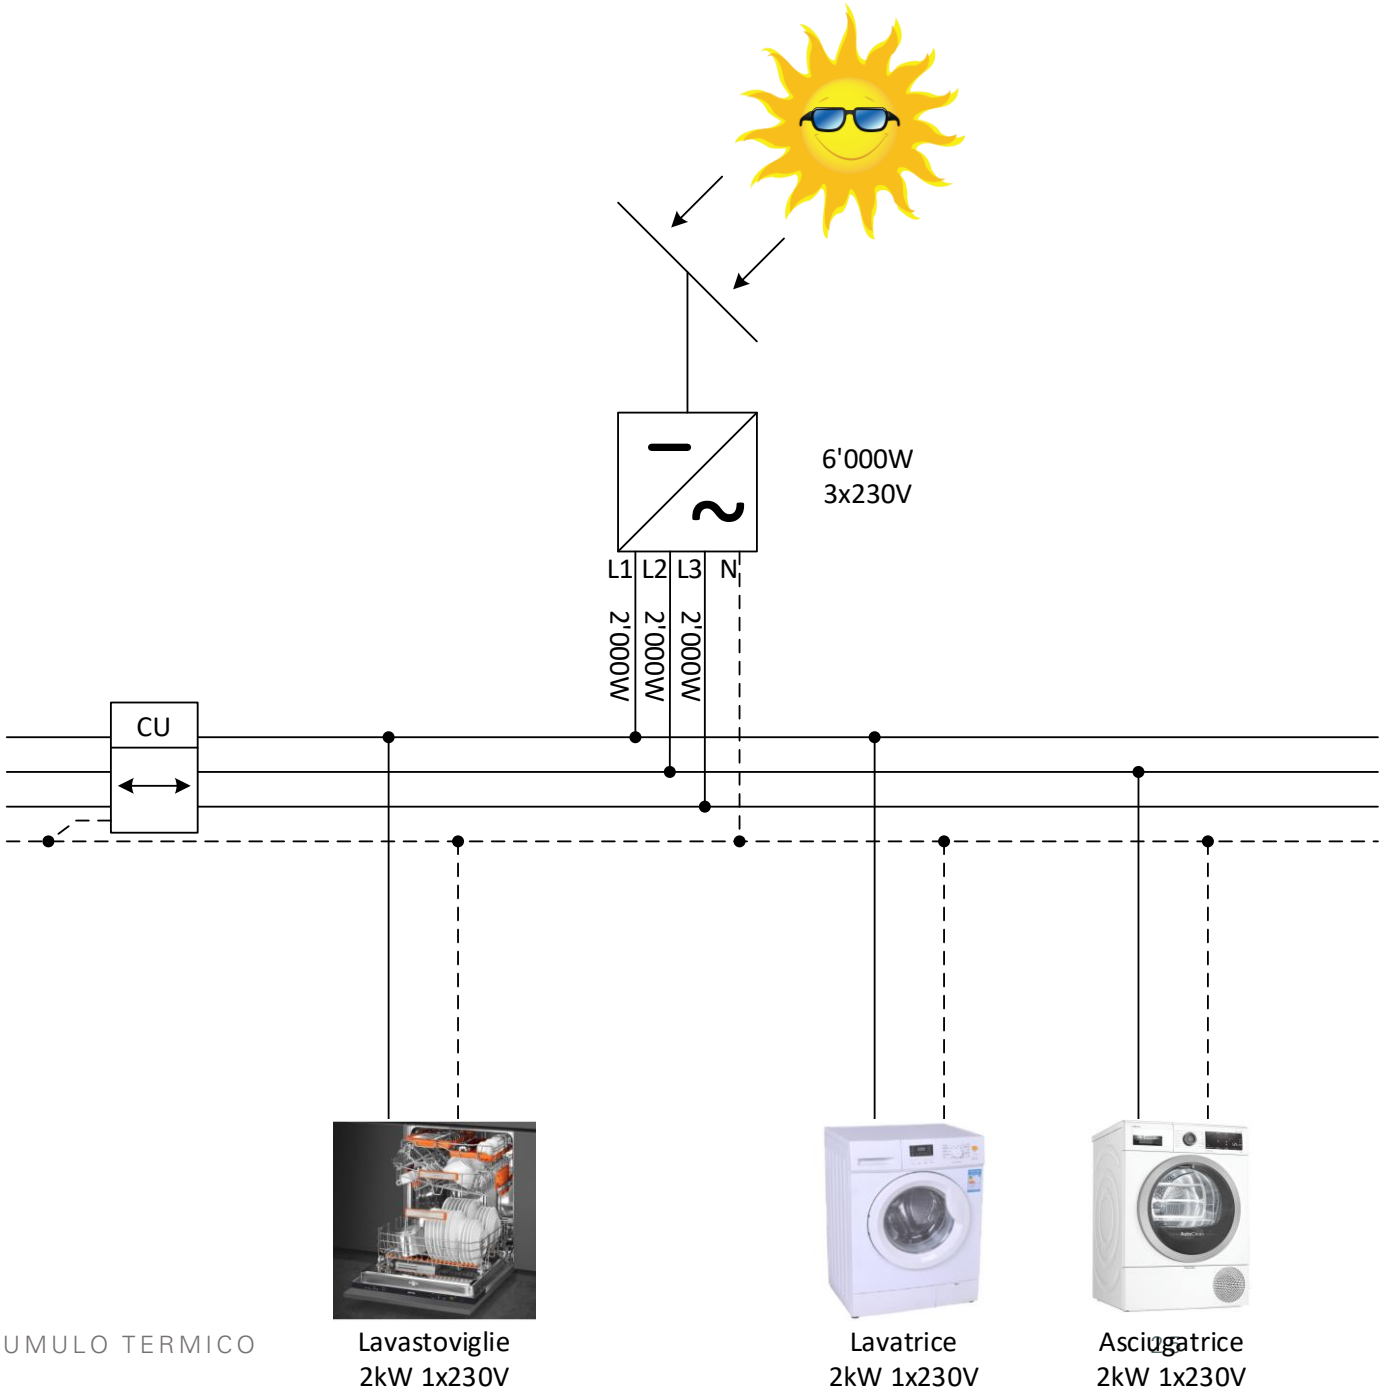 6'000W
3x230V
L1 L2 L3 N
2'000W
2'000W
2'000W
CU
Lavastoviglie
2kW 1x230V
Lavatrice
2kW 1x230V
Asciugatrice
2kW 1x230V
UMULO TERMICO